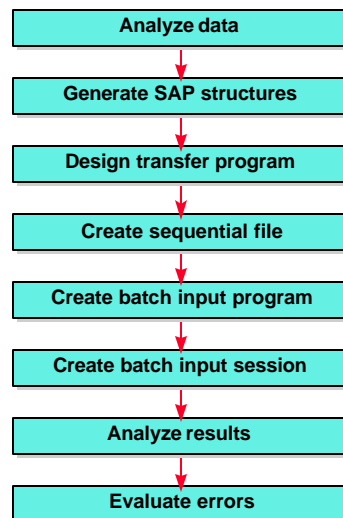 Analyze data
Generate SAP structures
Design transfer program
Create sequential file
Create batch input program
Create batch input session
Analyze results
Evaluate errors